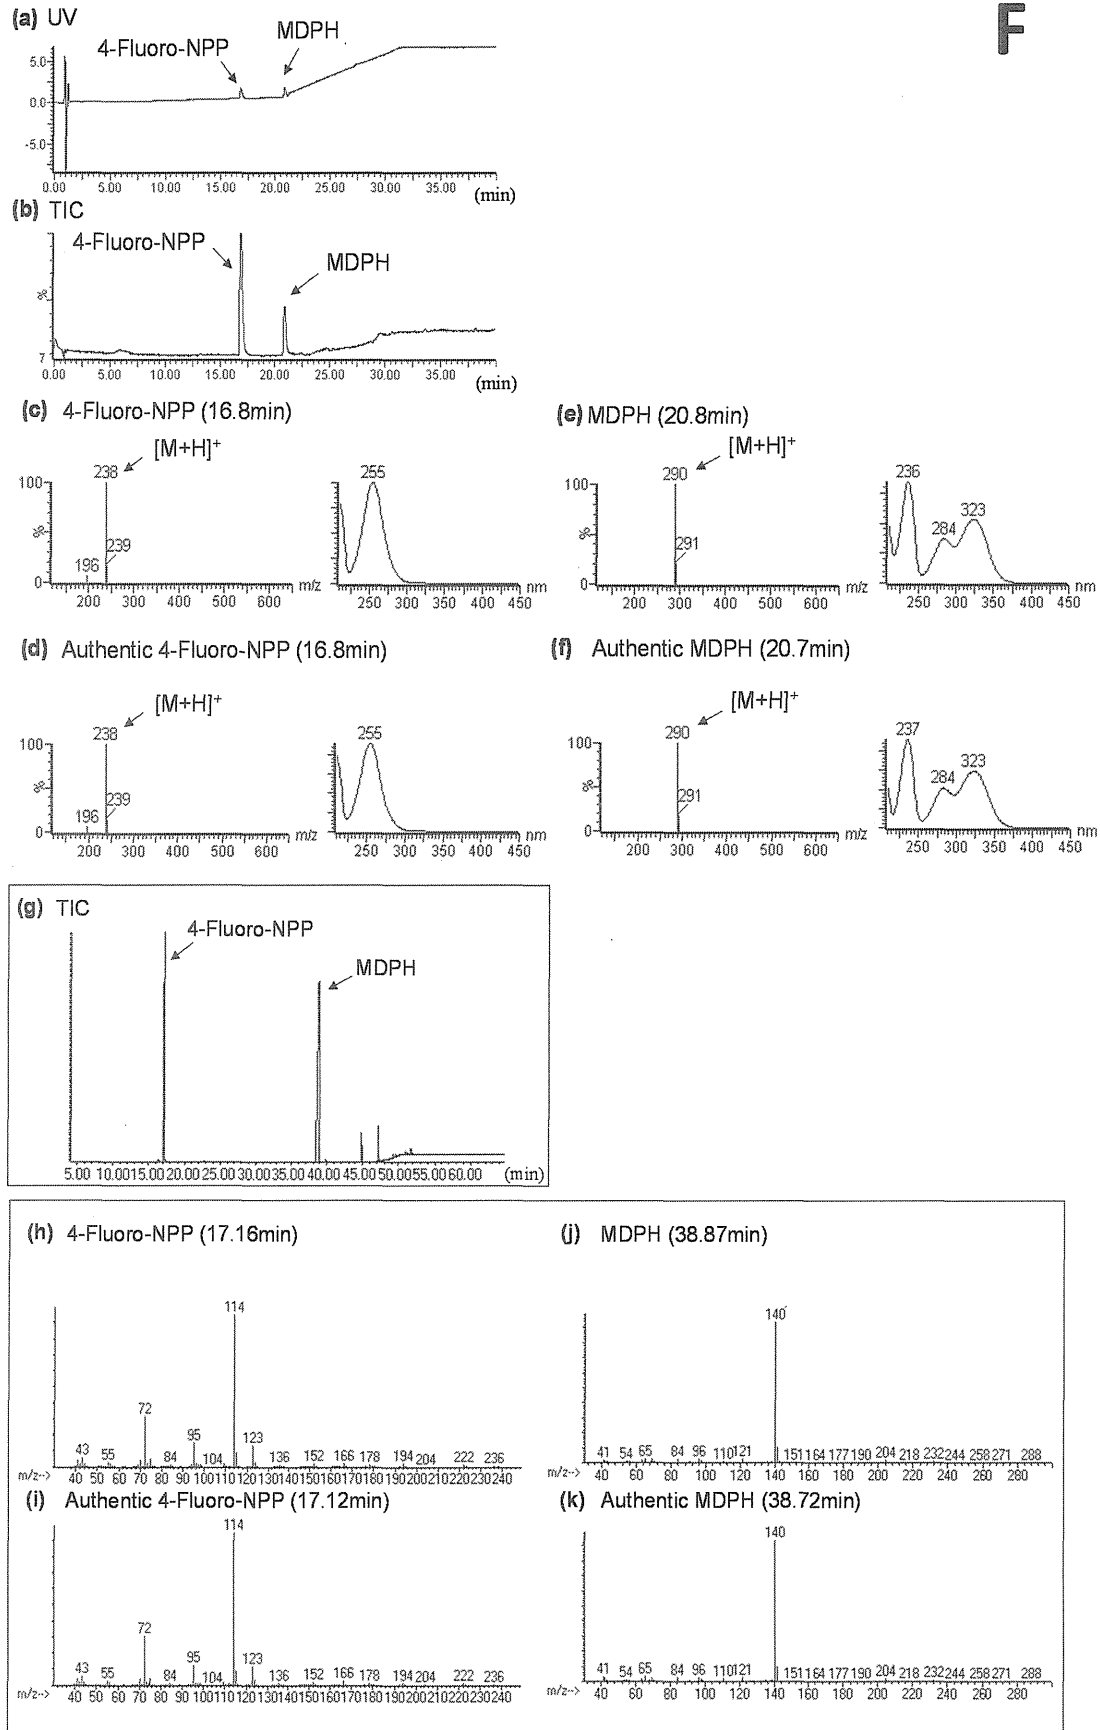 F
(a) UV
4-Fluoro-NPP
MDPH
5.0
0.0
-5.0
0.00 5.00 10.00 15.00 20.00 25.00 30.00 35.00 (min)
(b) TIC
4-Fluoro-NPP
MDPH
%
7
0.00 5.00 10.00 15.00 20.00 25.00 30.00 35.00 (min)
(c) 4-Fluoro-NPP (16.8min)
[M+H]+
238
100
%
239
196
0
m/z
200 300 400 500 600
255
nm
250 300 350 400 450
(e) MDPH (20.8min)
[M+H]+
290
100
%
291
0
m/z
200 300 400 500 600
236
284
323
nm
250 300 350 400 450
(d) Authentic 4-Fluoro-NPP (16.8min)
[M+H]+
238
100
%
239
196
0
m/z
200 300 400 500 600
255
nm
250 300 350 400 450
(f) Authentic MDPH (20.7min)
[M+H]+
290
100
%
291
0
m/z
200 300 400 500 600
237
284
323
nm
250 300 350 400 450
(g) TIC
4-Fluoro-NPP
MDPH
5.00 10.00 15.00 20.00 25.00 30.00 35.00 40.00 45.00 50.00 55.00 60.00 (min)
(h) 4-Fluoro-NPP (17.16min)
114
72
43 55 84 95 104 123 136 152 166 178 194 204 222 236
m/z--> 40 50 60 70 80 90 100 110 120 130 140 150 160 170 180 190 200 210 220 230 240
(j) MDPH (38.87min)
140
41 54 65 84 96 110 121 151 164 177 190 204 218 232 244 258 271 288
m/z--> 40 60 80 100 120 140 160 180 200 220 240 260 280
(i) Authentic 4-Fluoro-NPP (17.12min)
114
72
43 55 84 95 104 123 136 152 166 178 194 204 222 236
m/z--> 40 50 60 70 80 90 100 110 120 130 140 150 160 170 180 190 200 210 220 230 240
(k) Authentic MDPH (38.72min)
140
41 54 65 84 96 110 121 151 164 177 190 204 218 232 244 258 271 288
m/z--> 40 60 80 100 120 140 160 180 200 220 240 260 280